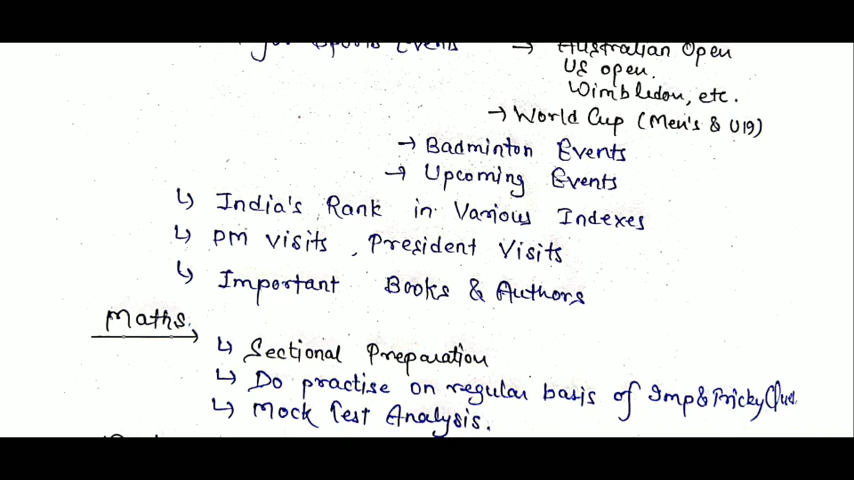 Sports Events → Australian Open
US open.
Wimbledon, etc.
→ World Cup (Men's & U19)
→ Badminton Events
→ Upcoming Events
↳ India's Rank in Various Indexes
↳ PM visits, President Visits
↳ Important Books & Authors
Maths.
↳ Sectional Preparation
↳ Do practise on regular basis of Imp & Tricky Que.
↳ Mock Test Analysis.